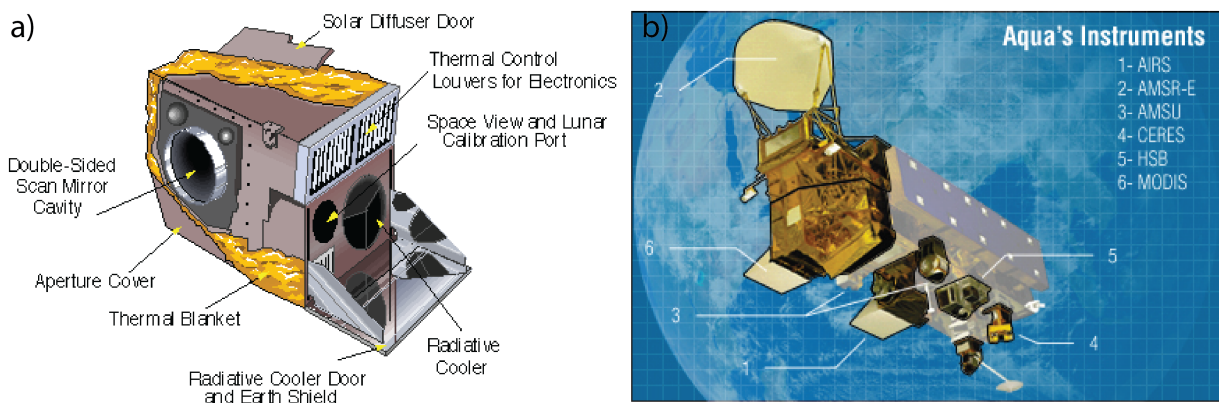 a)
Solar Diffuser Door
Thermal Control
Louvers for Electronics
Space View and Lunar
Calibration Port
Double-Sided
Scan Mirror
Cavity
Aperture Cover
Thermal Blanket
Radiative Cooler Door
and Earth Shield
Radiative
Cooler
b)
Aqua's Instruments
1- AIRS
2- AMSR-E
3- AMSU
4- CERES
5- HSB
6- MODIS
2
6
5
3
4
1